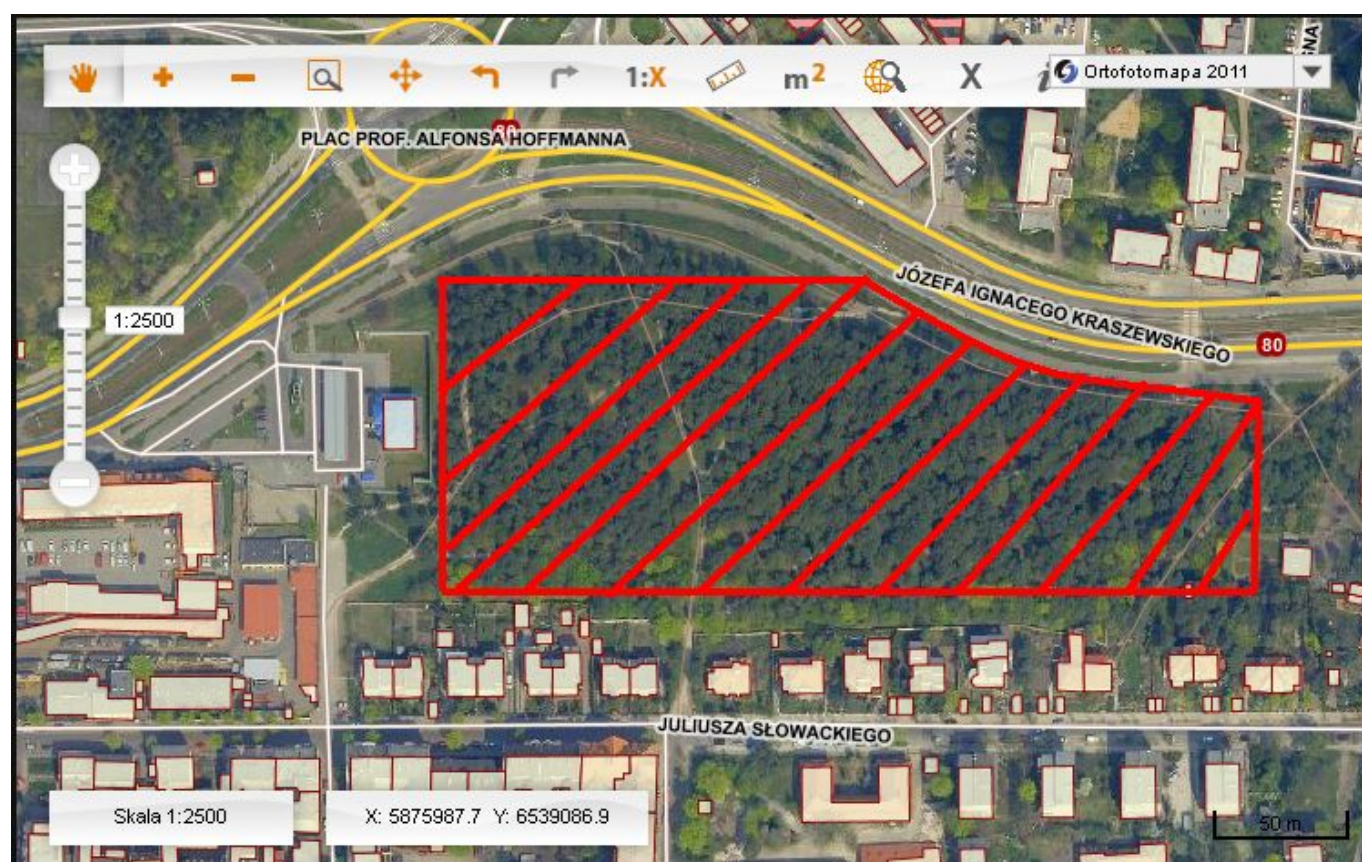 1:X
m²
X
i
Ortofotomapa 2011
PLAC PROF. ALFONSA HOFFMANNA
80
1:2500
JÓZEFA IGNACEGO KRASZEWSKIEGO
80
JULIUSZA SŁOWACKIEGO
Skala 1:2500
X: 5875987.7 Y: 6539086.9
50 m